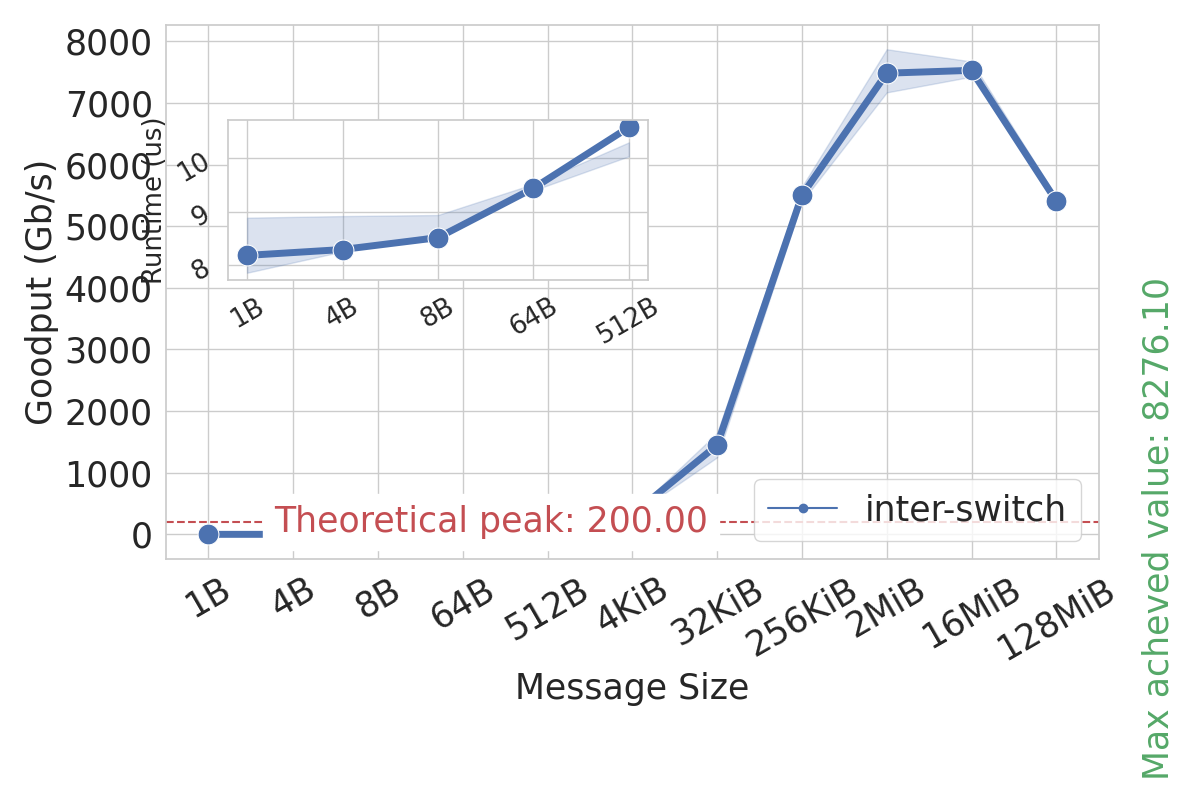 8000
7000
6000
5000
4000
3000
2000
1000
0
Goodput (Gb/s)
Runtime (us)
10
9
8
1B
4B
8B
64B
512B
Theoretical peak: 200.00
inter-switch
1B
4B
8B
64B
512B
4KiB
32KiB
256KiB
2MiB
16MiB
128MiB
Message Size
Max acheved value: 8276.10